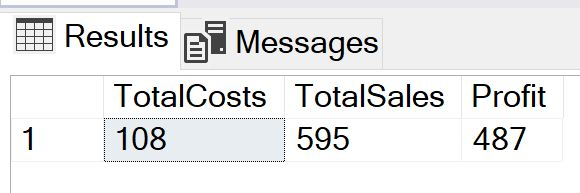 Results Messages
TotalCosts TotalSales Profit
1 108 595 487